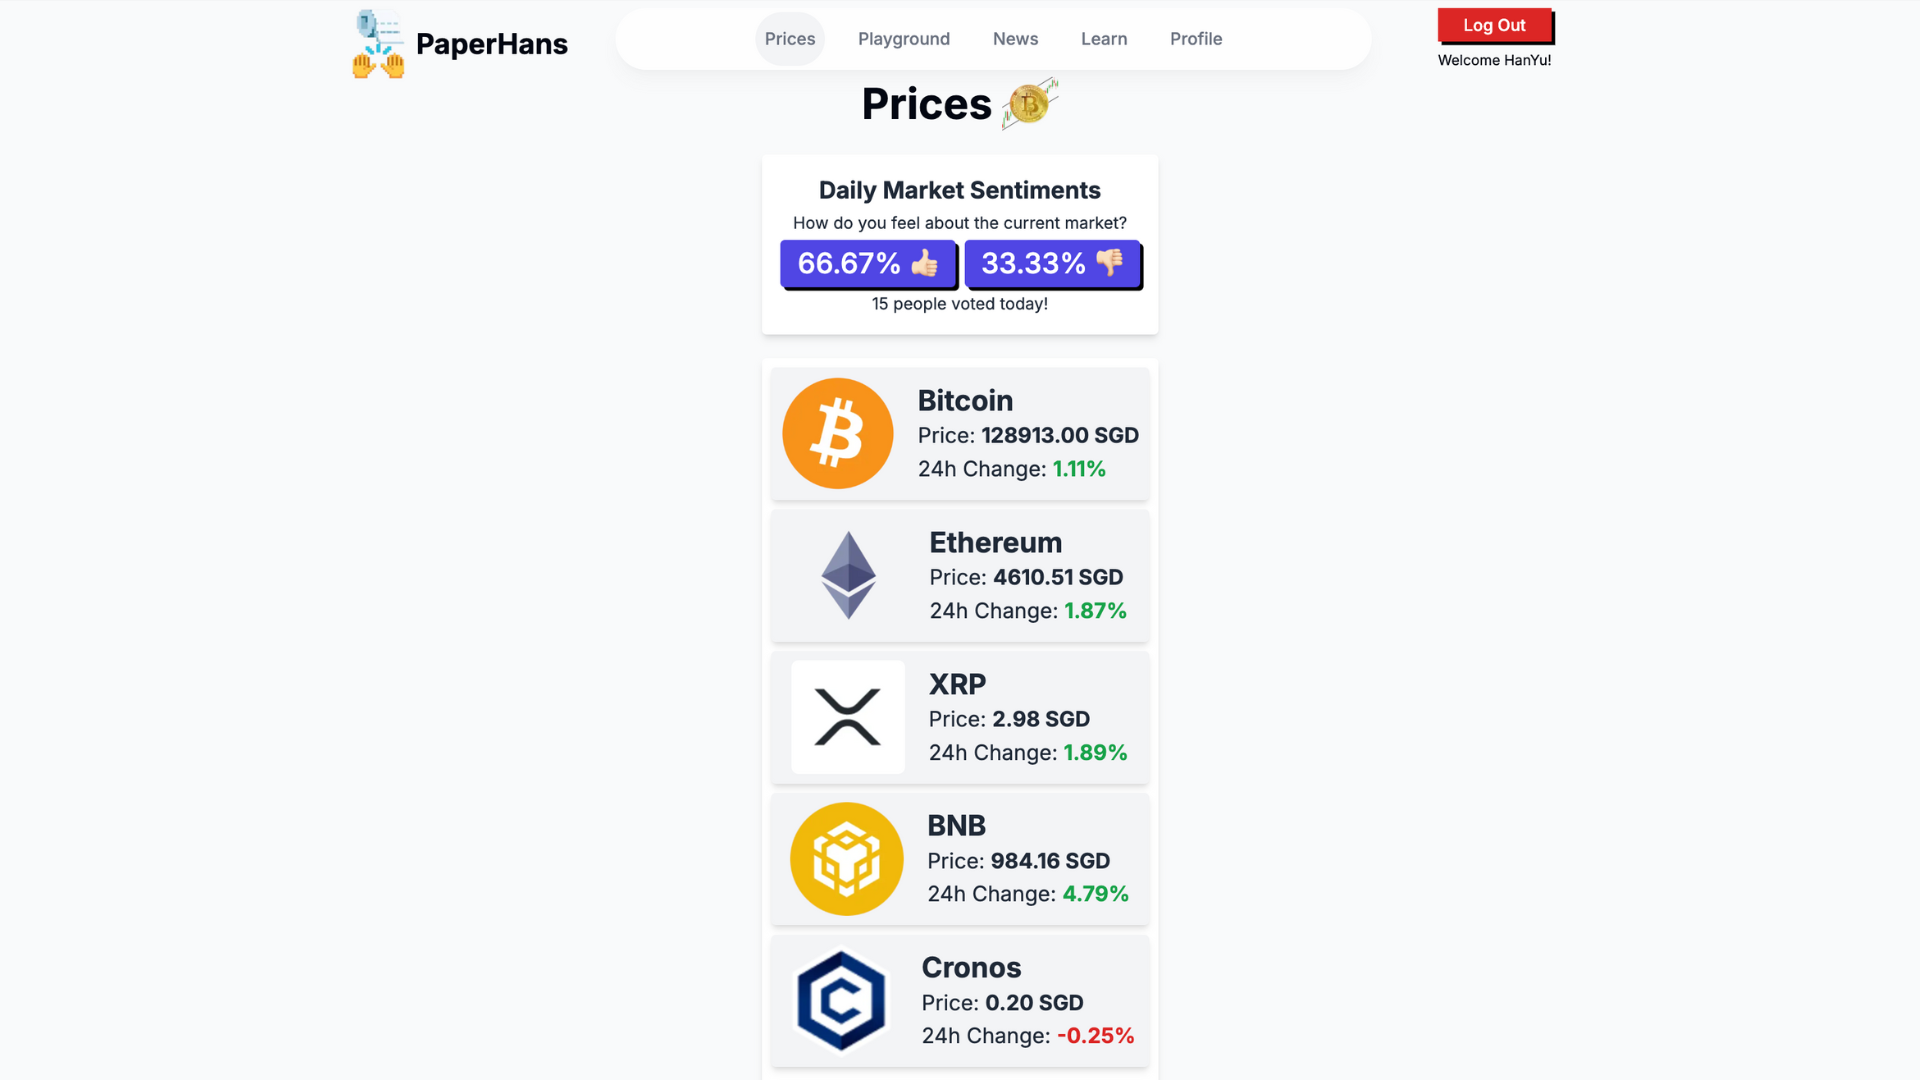 PaperHans
Prices
Playground
News
Learn
Profile
Log Out
Welcome HanYu!
Prices
Daily Market Sentiments
How do you feel about the current market?
66.67% 👍🏻
33.33% 👎🏻
15 people voted today!
Bitcoin
Price: 128913.00 SGD
24h Change: 1.11%
Ethereum
Price: 4610.51 SGD
24h Change: 1.87%
XRP
Price: 2.98 SGD
24h Change: 1.89%
BNB
Price: 984.16 SGD
24h Change: 4.79%
Cronos
Price: 0.20 SGD
24h Change: -0.25%